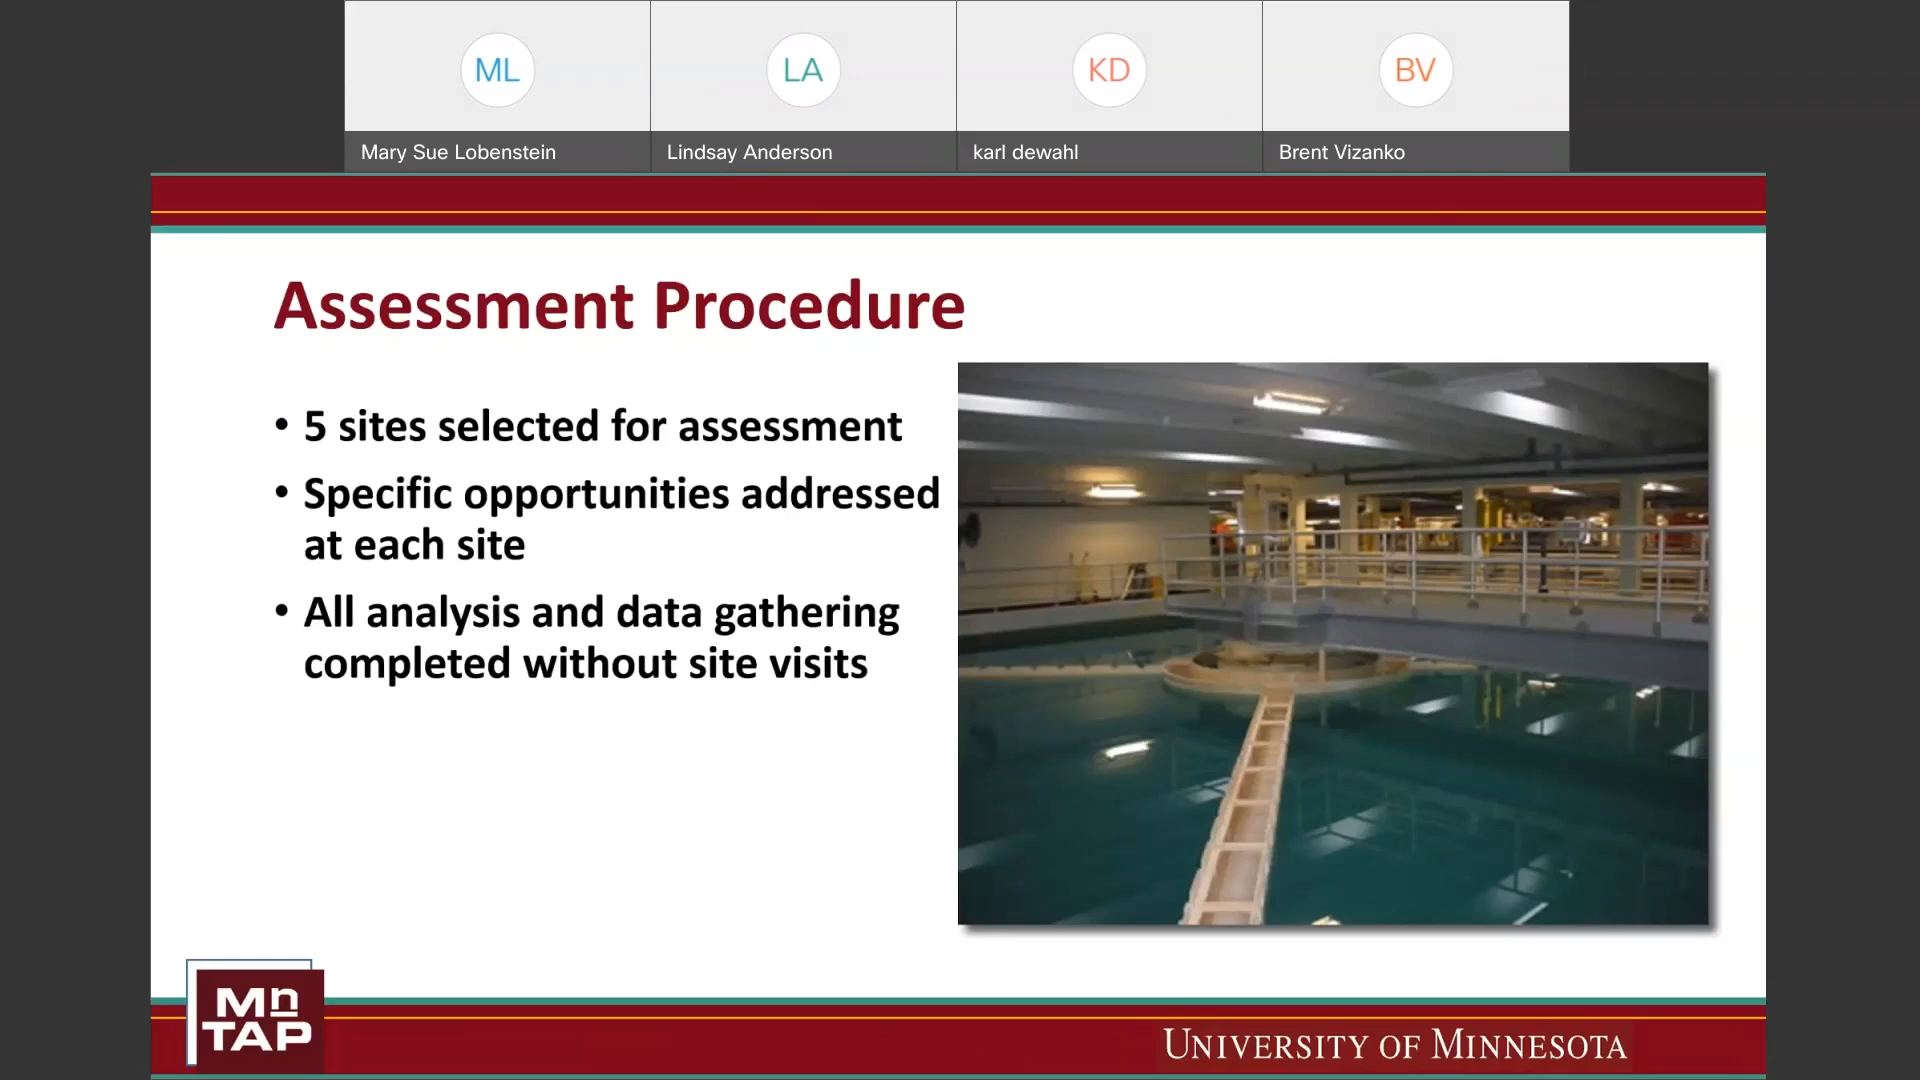 ML
LA
KD
BV
Mary Sue Lobenstein
Lindsay Anderson
karl dewahl
Brent Vizanko
Assessment Procedure
• 5 sites selected for assessment
• Specific opportunities addressed
at each site
• All analysis and data gathering
completed without site visits
Mn
TAP
UNIVERSITY OF MINNESOTA